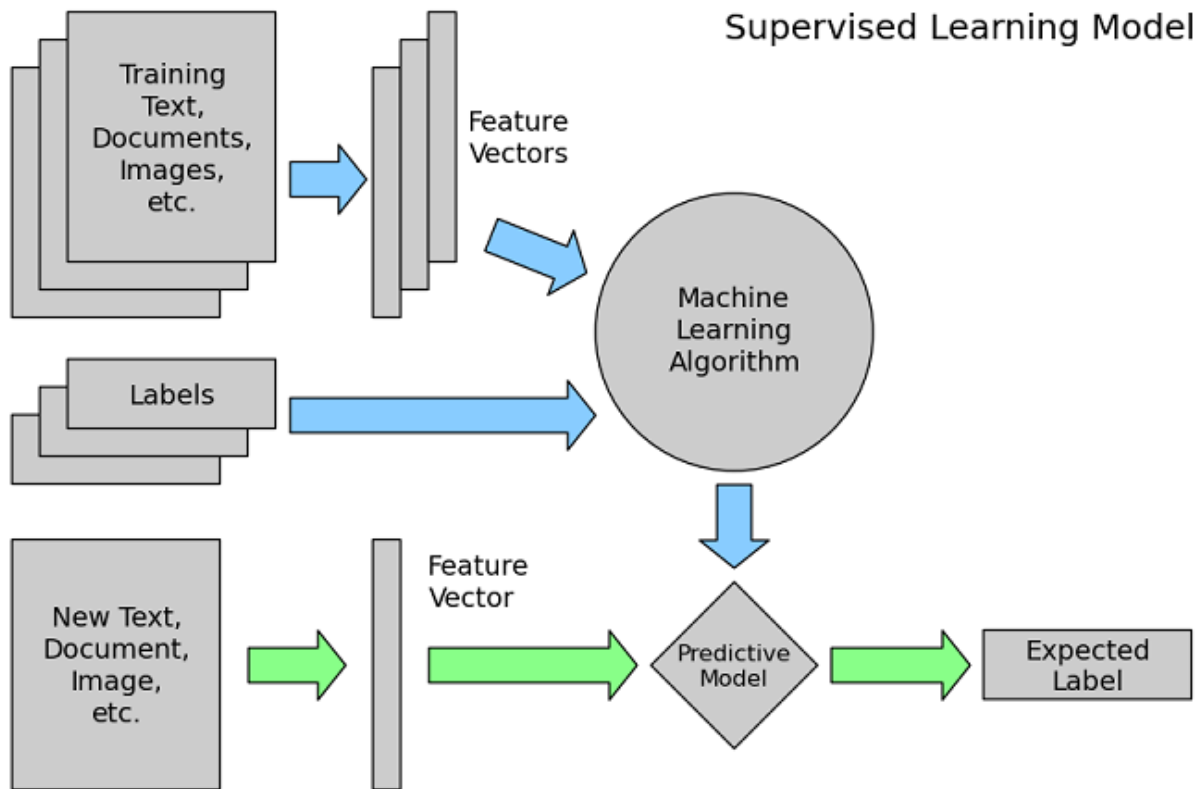 Supervised Learning Model
Training
Text,
Documents,
Images,
etc.
Feature
Vectors
Machine
Learning
Algorithm
Labels
New Text,
Document,
Image,
etc.
Feature
Vector
Predictive
Model
Expected
Label